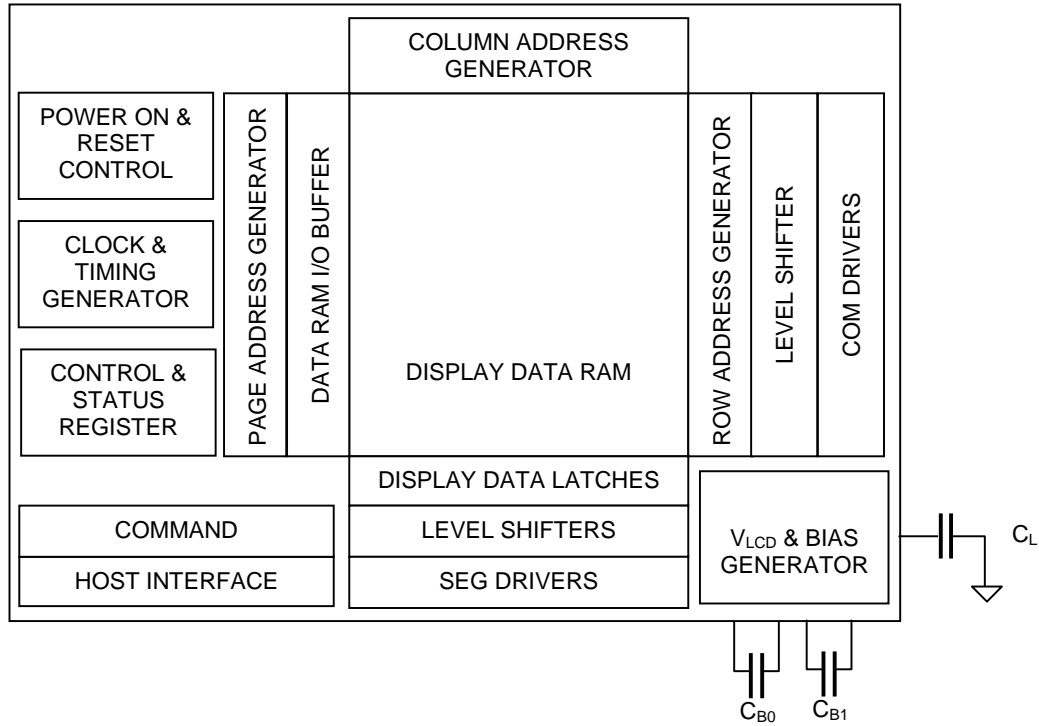 COLUMN ADDRESS
GENERATOR
POWER ON &
RESET
CONTROL
CLOCK &
TIMING
GENERATOR
CONTROL &
STATUS
REGISTER
PAGE ADDRESS GENERATOR
DATA RAM I/O BUFFER
DISPLAY DATA RAM
ROW ADDRESS GENERATOR
LEVEL SHIFTER
COM DRIVERS
DISPLAY DATA LATCHES
COMMAND
LEVEL SHIFTERS
HOST INTERFACE
SEG DRIVERS
VLCD & BIAS
GENERATOR
CL
CB0
CB1